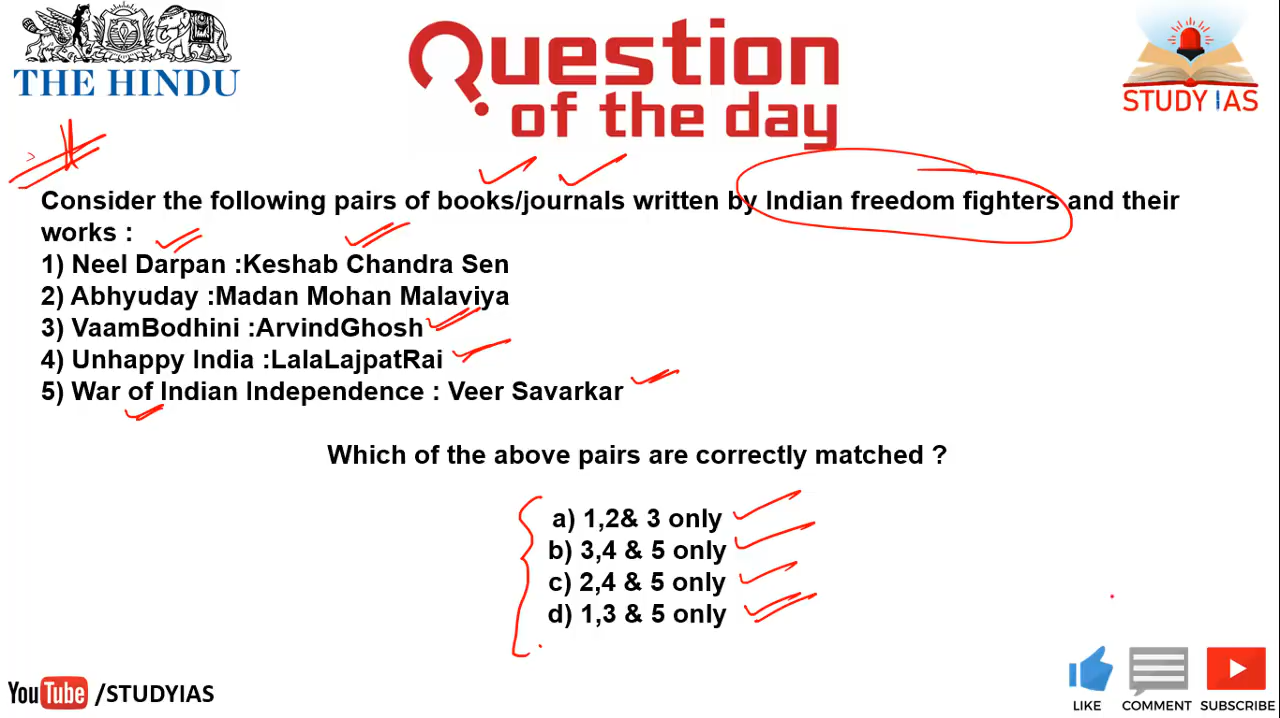 THE HINDU
Question
of the day
STUDY IAS
Consider the following pairs of books/journals written by Indian freedom fighters and their
works :
1) Neel Darpan :Keshab Chandra Sen
2) Abhyuday :Madan Mohan Malaviya
3) VaamBodhini :ArvindGhosh
4) Unhappy India :LalaLajpatRai
5) War of Indian Independence : Veer Savarkar
Which of the above pairs are correctly matched ?
a) 1,2& 3 only
b) 3,4 & 5 only
c) 2,4 & 5 only
d) 1,3 & 5 only
YouTube /STUDYIAS
LIKE COMMENT SUBSCRIBE